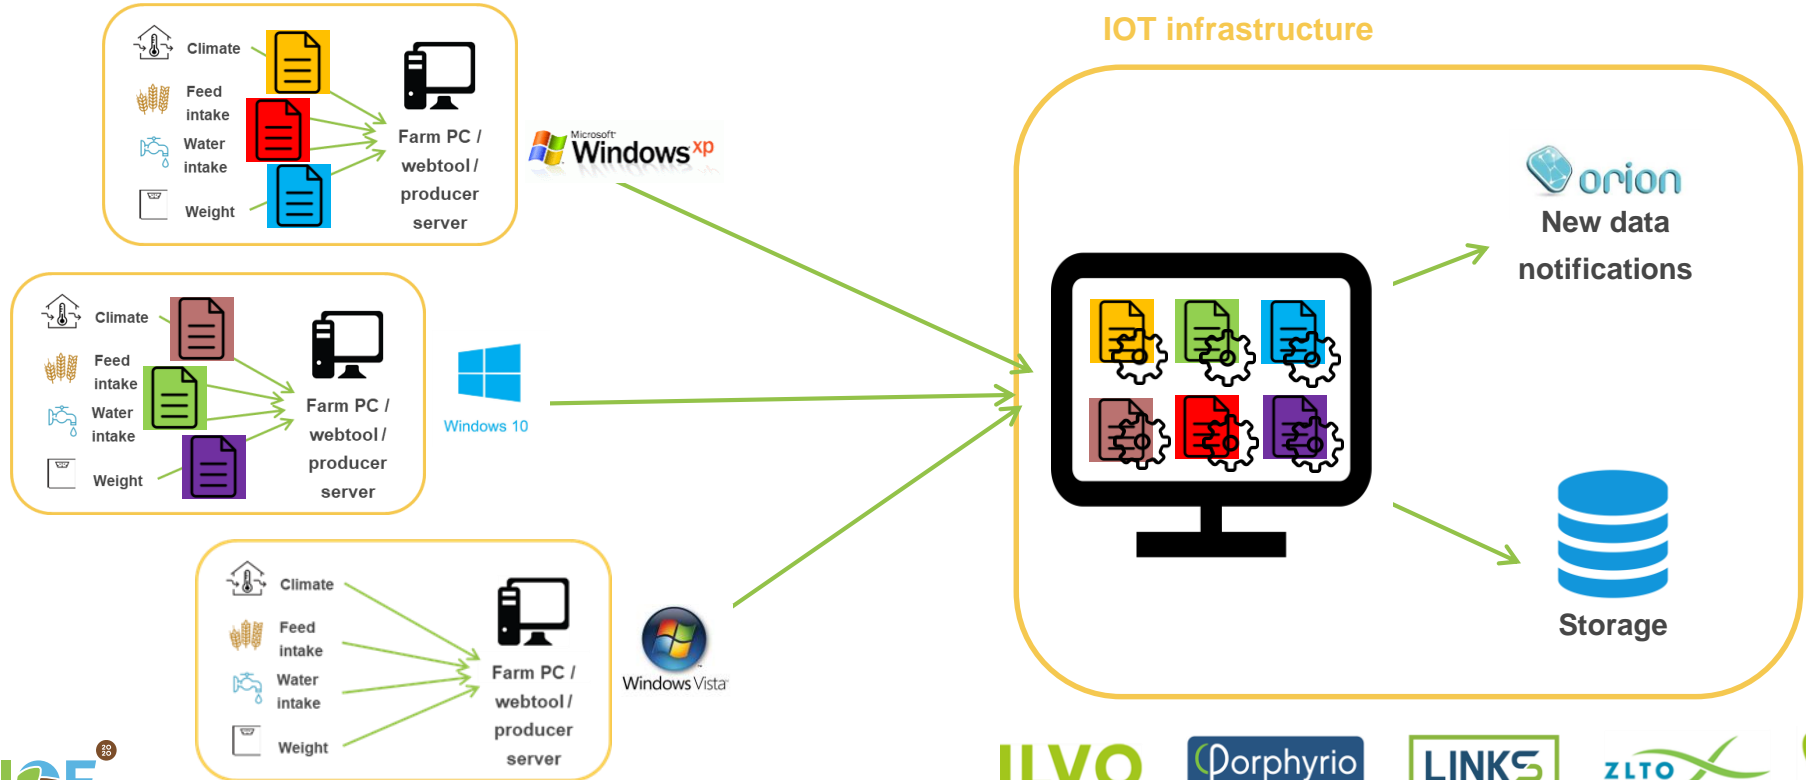 IOT infrastructure
Climate
Feed
intake
Water
intake
Weight
Farm PC /
webtool /
producer
server
Microsoft
Windows xp
Climate
Feed
intake
Water
intake
Weight
Farm PC /
webtool /
producer
server
Windows 10
Climate
Feed
intake
Water
intake
Weight
Farm PC /
webtool /
producer
server
Windows Vista
orion
New data
notifications
Storage
20
20
ILVO
Porphyrio
LINKS
ZLTO